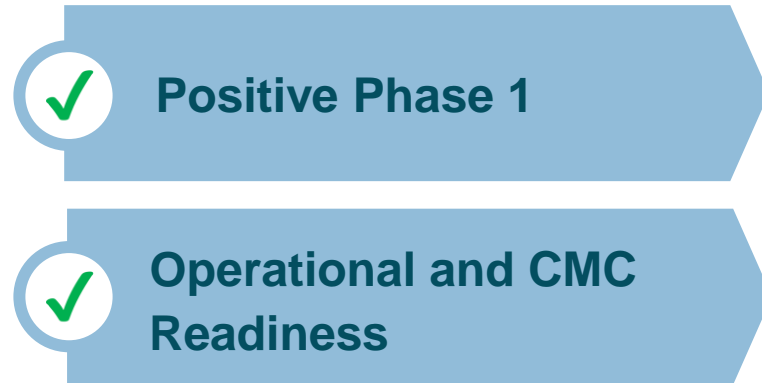 Positive Phase 1
Operational and CMC
Readiness